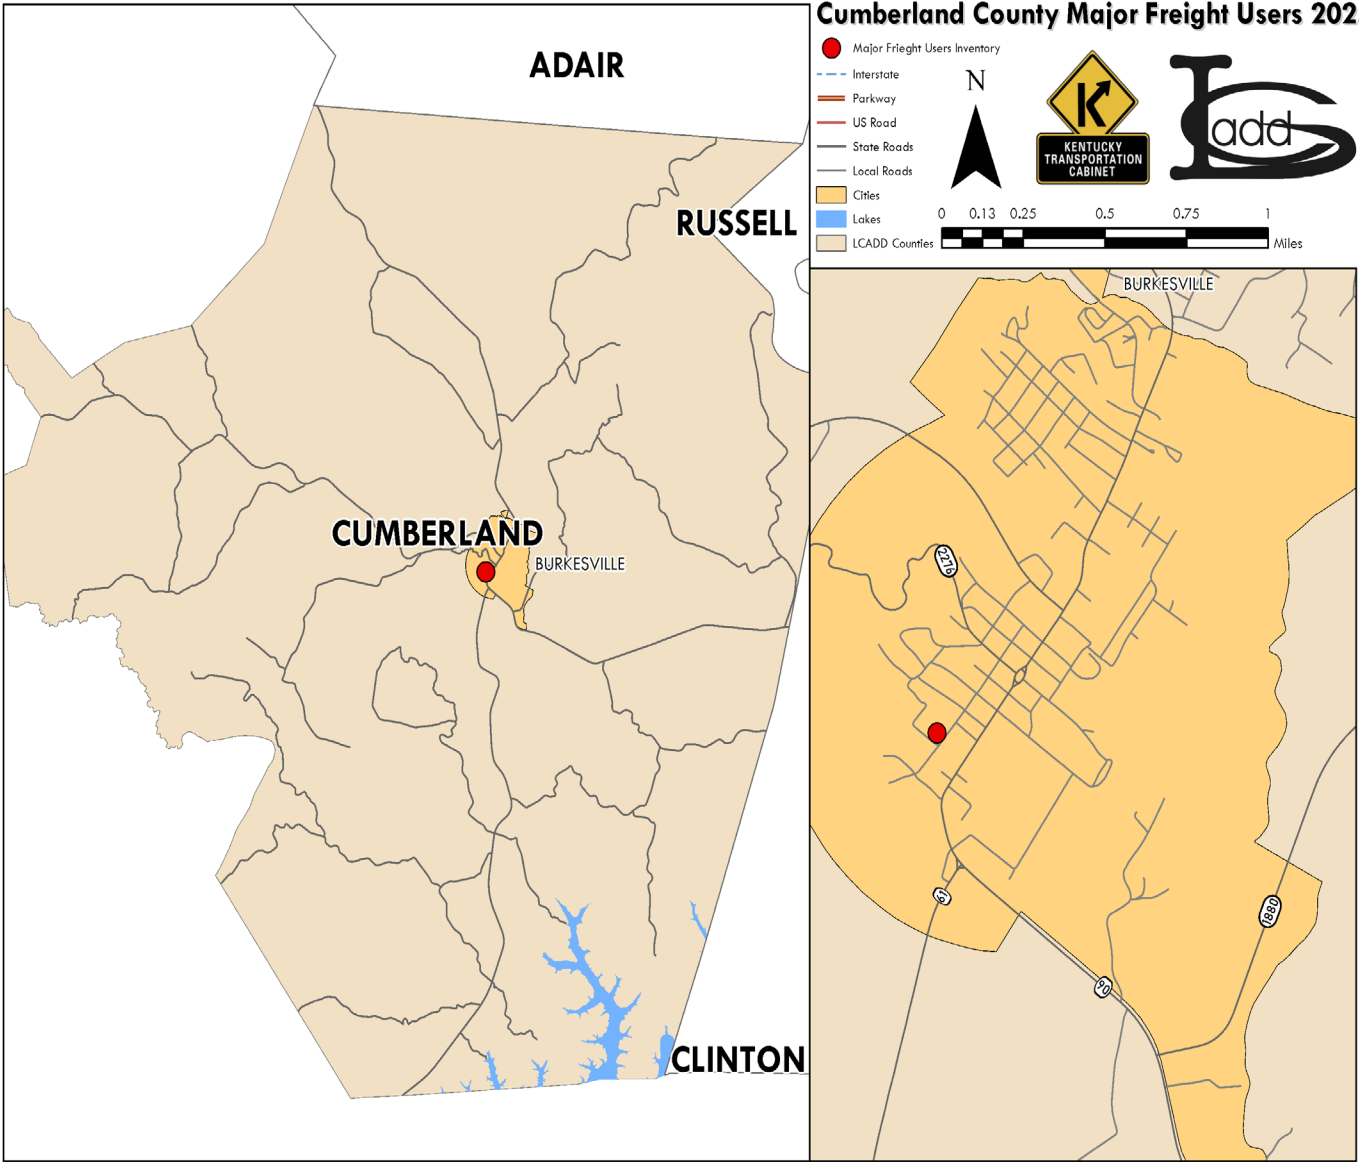 Cumberland County Major Freight Users 202
Major Frieght Users Inventory
Interstate
Parkway
US Road
State Roads
Local Roads
Cities
Lakes
LCADD Counties
N
KENTUCKY
TRANSPORTATION
CABINET
add
0 0.13 0.25 0.5 0.75 1
Miles
ADAIR
RUSSELL
CUMBERLAND
BURKESVILLE
CLINTON
BURKESVILLE
2276
61
90
1880